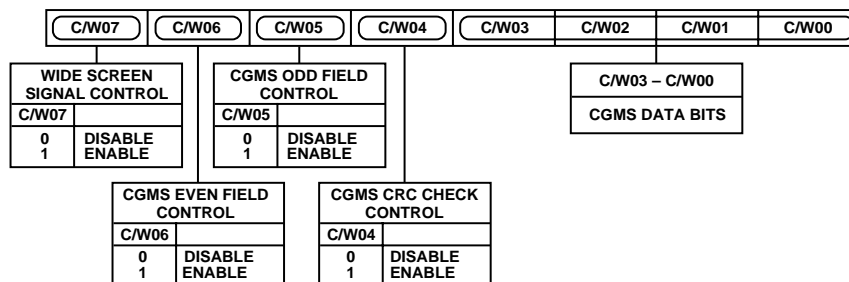 C/W07 C/W06 C/W05 C/W04 C/W03 C/W02 C/W01 C/W00
WIDE SCREEN
SIGNAL CONTROL
C/W07
0 DISABLE
1 ENABLE
CGMS ODD FIELD
CONTROL
C/W05
0 DISABLE
1 ENABLE
C/W03 – C/W00
CGMS DATA BITS
CGMS EVEN FIELD
CONTROL
C/W06
0 DISABLE
1 ENABLE
CGMS CRC CHECK
CONTROL
C/W04
0 DISABLE
1 ENABLE